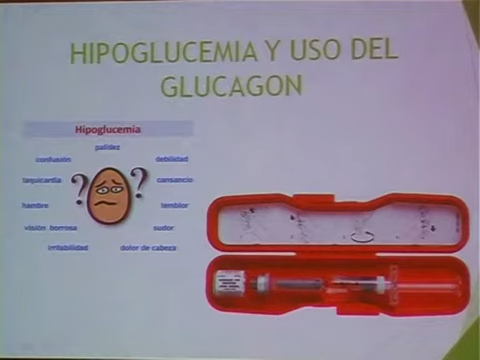 HIPOGLUCEMIA Y USO DEL
GLUCAGON
Hipoglucemia
palidez
confusión debilidad
taquicardia cansancio
? ?
hambre temblor
visión borrosa sudor
irritabilidad dolor de cabeza